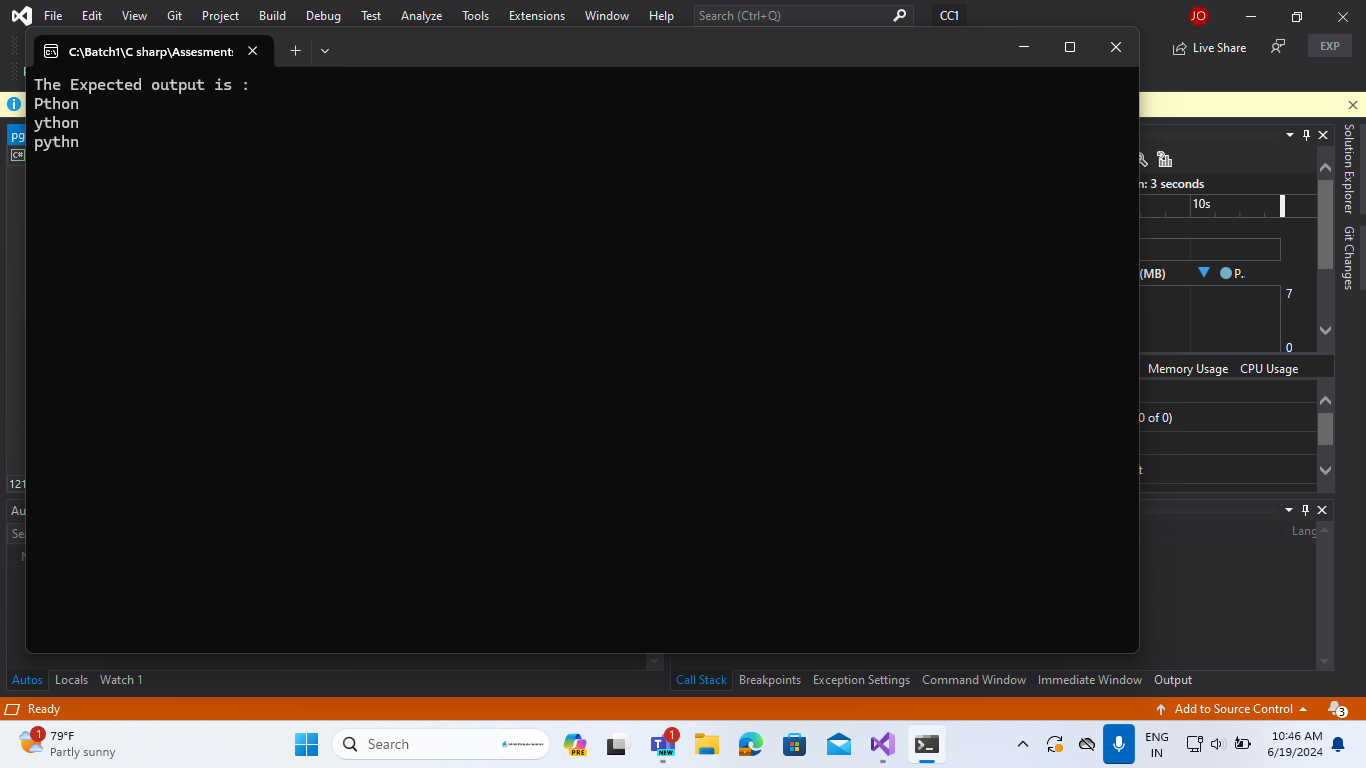 File Edit View Git Project Build Debug Test Analyze Tools Extensions Window Help Search (Ctrl+Q) CC1 JO
C:\Batch1\C sharp\Assesments
Live Share
EXP
The Expected output is :
Pthon
ython
pythn
pg
C#
n: 3 seconds
10s
(MB) P..
7
0
Memory Usage CPU Usage
0 of 0)
t
121
Au
Sea
N
Lang
Solution Explorer
Git Changes
Autos Locals Watch 1
Call Stack Breakpoints Exception Settings Command Window Immediate Window Output
Ready
Add to Source Control
3
1
79°F
Partly sunny
Search
PRE
1
NEW
ENG
IN
10:46 AM
6/19/2024